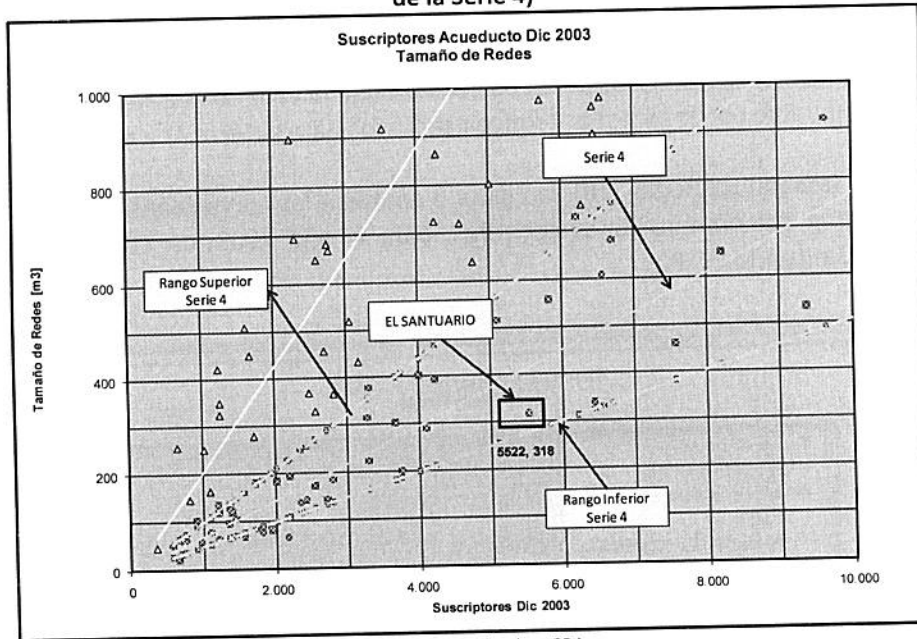 de la Serie 4)
Suscriptores Acueducto Dic 2003
Tamaño de Redes
Tamaño de Redes [m3]
1.000
800
600
400
200
0
Serie 4
Rango Superior
Serie 4
EL SANTUARIO
5522, 318
Rango Inferior
Serie 4
0
2.000
4.000
6.000
8.000
10.000
Suscriptores Dic 2003